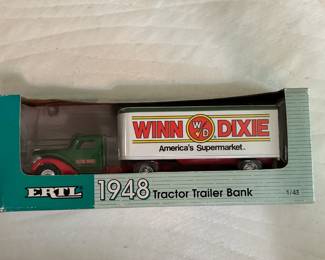 WINN W/D DIXIE
America's Supermarket
ERTL
1948 Tractor Trailer Bank
1/43